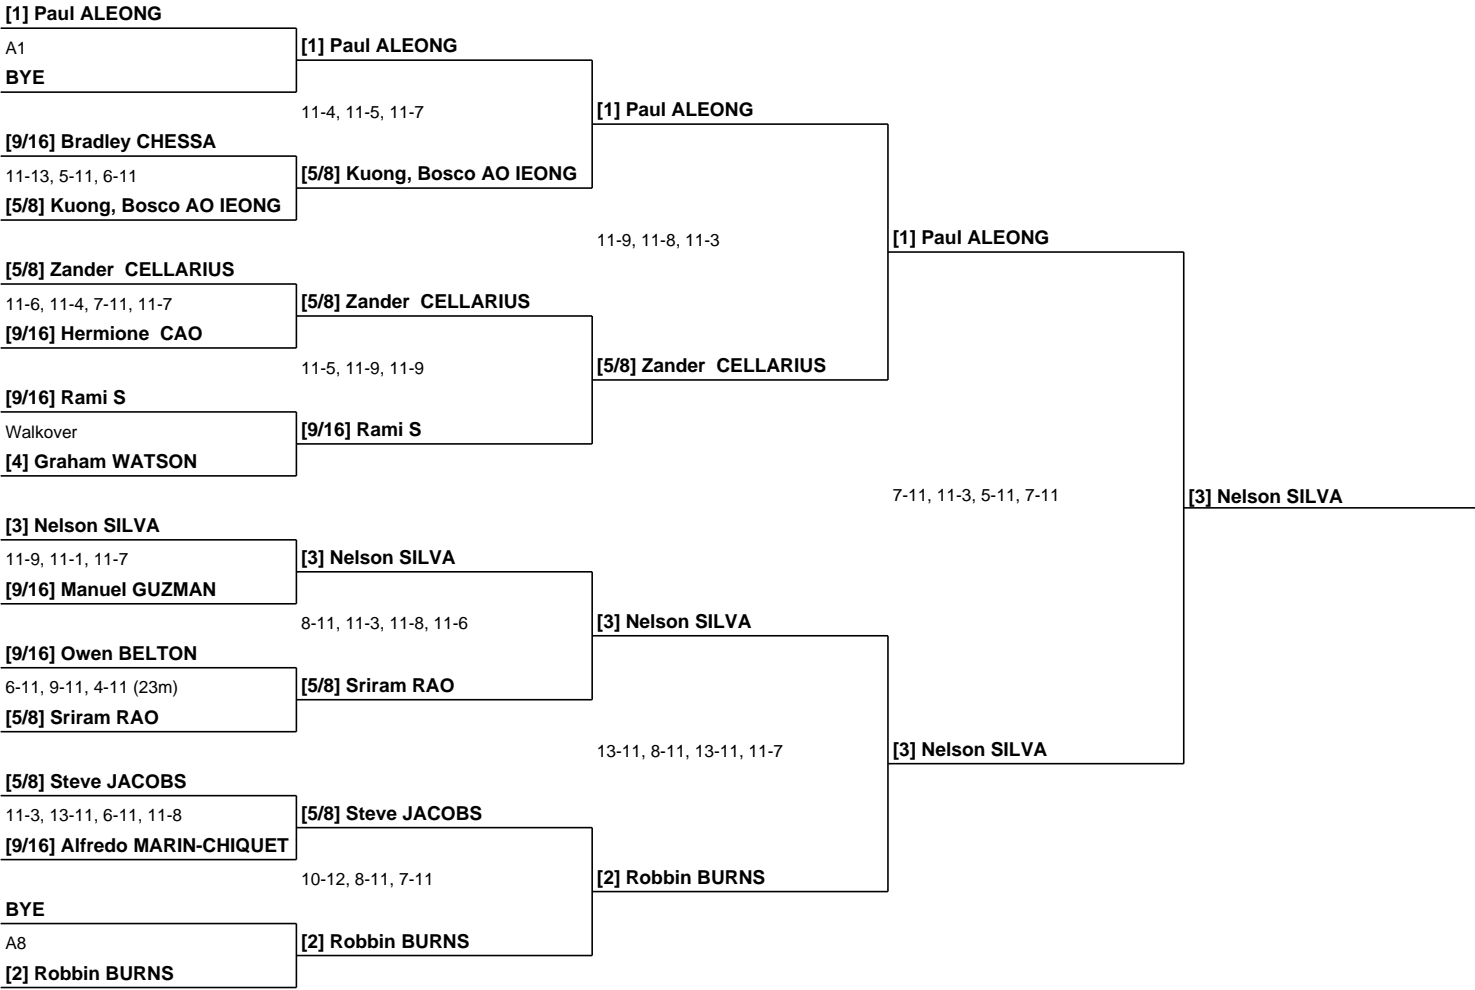 [1] Paul ALEONG
A1
BYE
[9/16] Bradley CHESSA
11-13, 5-11, 6-11
[5/8] Kuong, Bosco AO IEONG
[5/8] Zander  CELLARIUS
11-6, 11-4, 7-11, 11-7
[9/16] Hermione  CAO
[9/16] Rami S
Walkover
[4] Graham WATSON
[3] Nelson SILVA
11-9, 11-1, 11-7
[9/16] Manuel GUZMAN
[9/16] Owen BELTON
6-11, 9-11, 4-11 (23m)
[5/8] Sriram RAO
[5/8] Steve JACOBS
11-3, 13-11, 6-11, 11-8
[9/16] Alfredo MARIN-CHIQUET
BYE
A8
[2] Robbin BURNS
[1] Paul ALEONG
11-4, 11-5, 11-7
[5/8] Kuong, Bosco AO IEONG
[5/8] Zander  CELLARIUS
11-5, 11-9, 11-9
[9/16] Rami S
[3] Nelson SILVA
8-11, 11-3, 11-8, 11-6
[5/8] Sriram RAO
[5/8] Steve JACOBS
10-12, 8-11, 7-11
[2] Robbin BURNS
[1] Paul ALEONG
11-9, 11-8, 11-3
[5/8] Zander  CELLARIUS
[3] Nelson SILVA
13-11, 8-11, 13-11, 11-7
[2] Robbin BURNS
[1] Paul ALEONG
7-11, 11-3, 5-11, 7-11
[3] Nelson SILVA
[3] Nelson SILVA